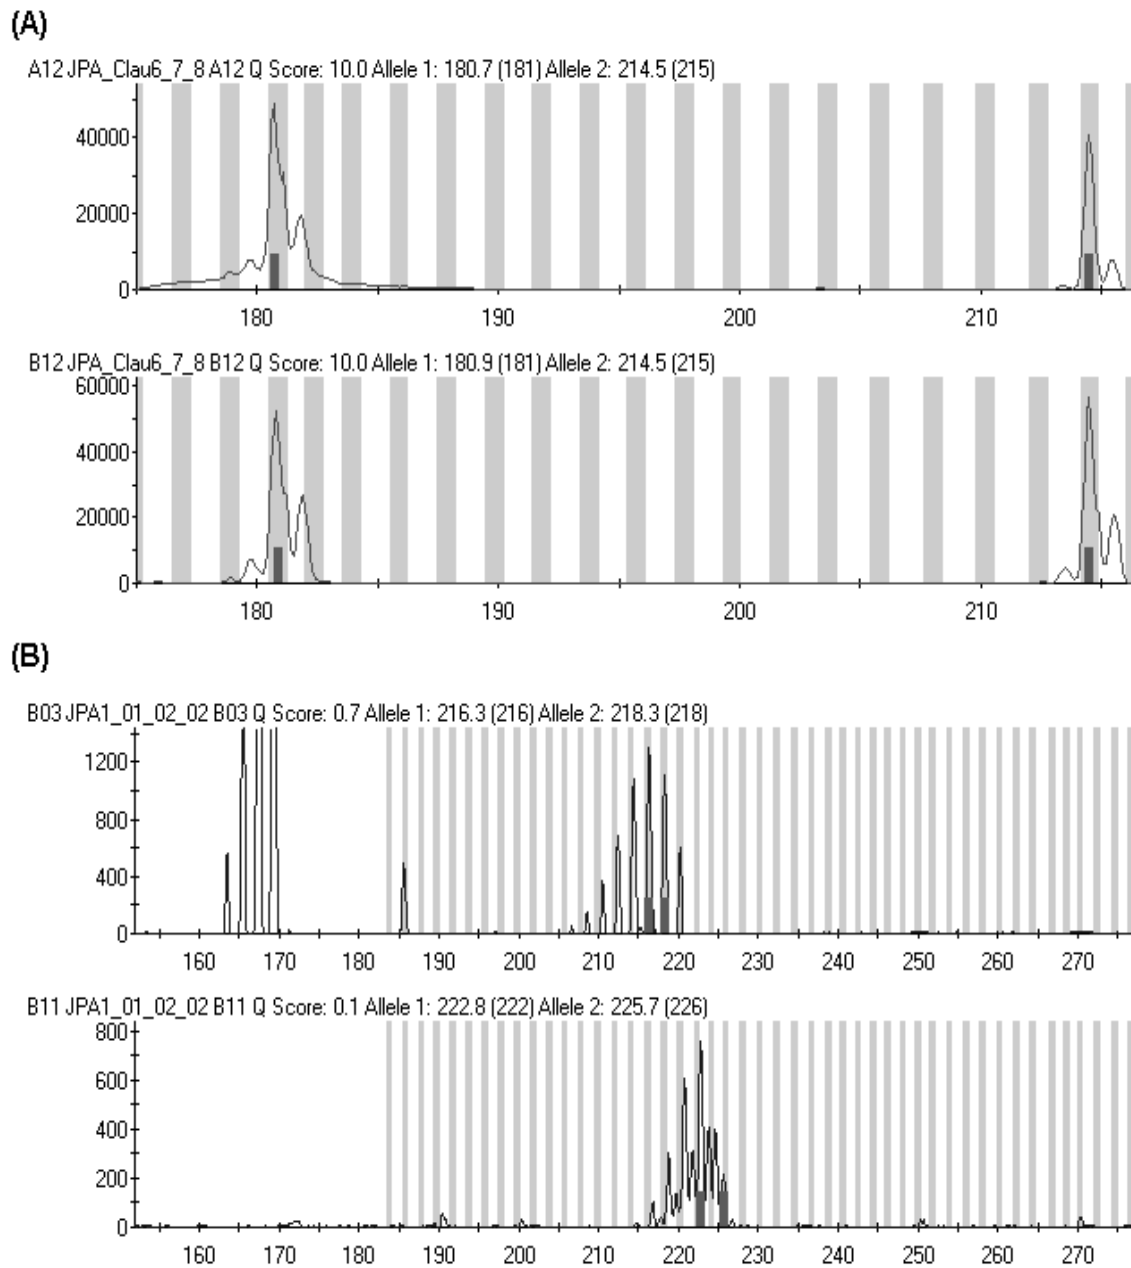 (A)
A12 JPA_Clau6_7_8 A12 Q Score: 10.0 Allele 1: 180.7 (181) Allele 2: 214.5 (215)
40000
20000
0
180 190 200 210
B12 JPA_Clau6_7_8 B12 Q Score: 10.0 Allele 1: 180.9 (181) Allele 2: 214.5 (215)
60000
40000
20000
0
180 190 200 210
(B)
B03 JPA1_01_02_02 B03 Q Score: 0.7 Allele 1: 216.3 (216) Allele 2: 218.3 (218)
1200
800
400
0
160 170 180 190 200 210 220 230 240 250 260 270
B11 JPA1_01_02_02 B11 Q Score: 0.1 Allele 1: 222.8 (222) Allele 2: 225.7 (226)
800
600
400
200
0
160 170 180 190 200 210 220 230 240 250 260 270